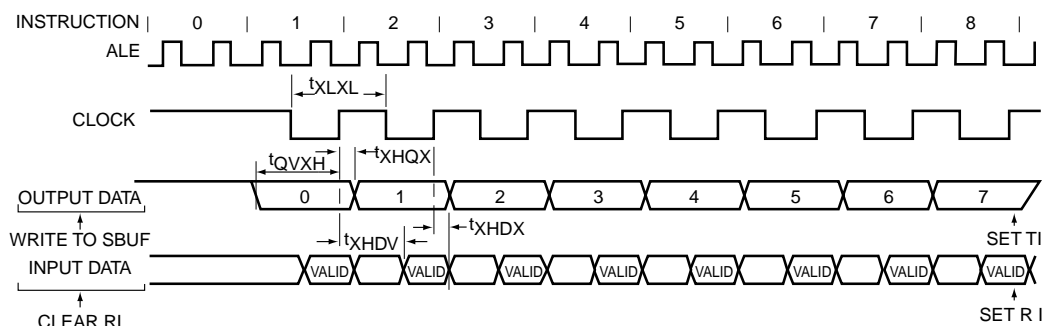 INSTRUCTION | 0 | 1 | 2 | 3 | 4 | 5 | 6 | 7 | 8 |
ALE
tXLXL
CLOCK
tQVXH tXHQX
OUTPUT DATA 0 1 2 3 4 5 6 7
WRITE TO SBUF tXHDV tXHDX SET TI
INPUT DATA VALID VALID VALID VALID VALID VALID VALID VALID
CLEAR RI SET R I